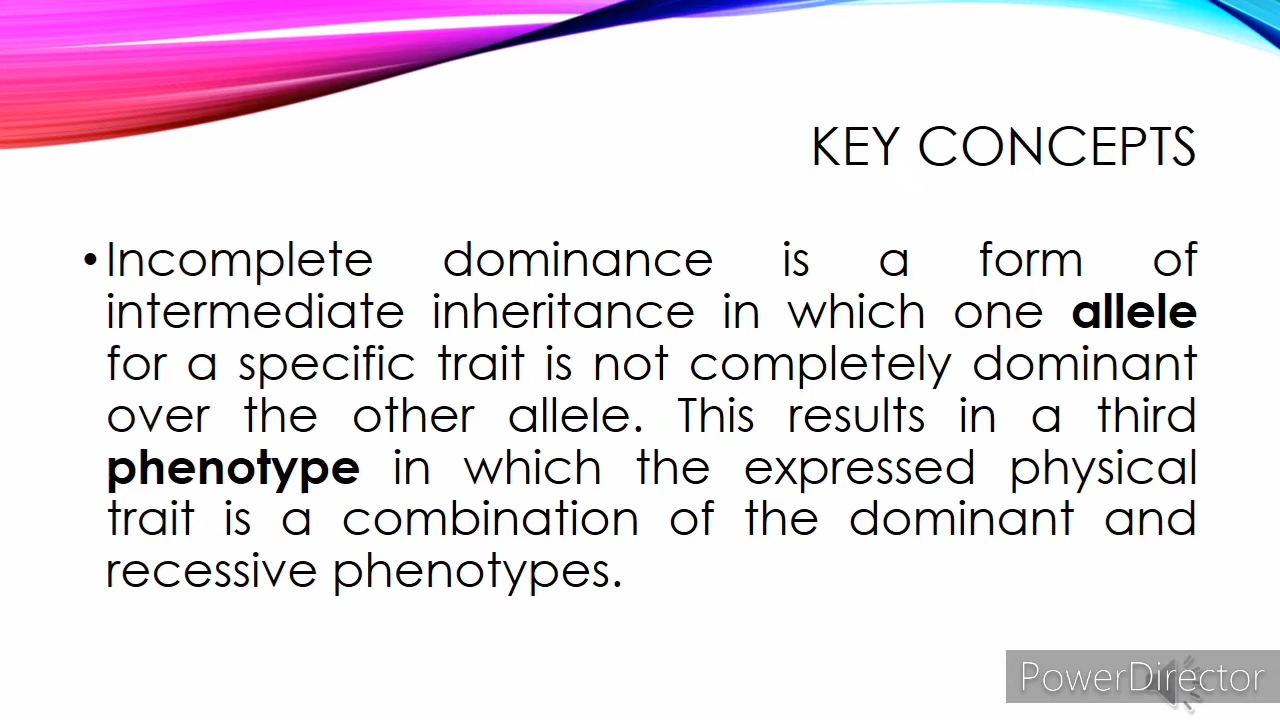 KEY CONCEPTS
• Incomplete dominance is a form of
intermediate inheritance in which one allele
for a specific trait is not completely dominant
over the other allele. This results in a third
phenotype in which the expressed physical
trait is a combination of the dominant and
recessive phenotypes.
PowerDirector